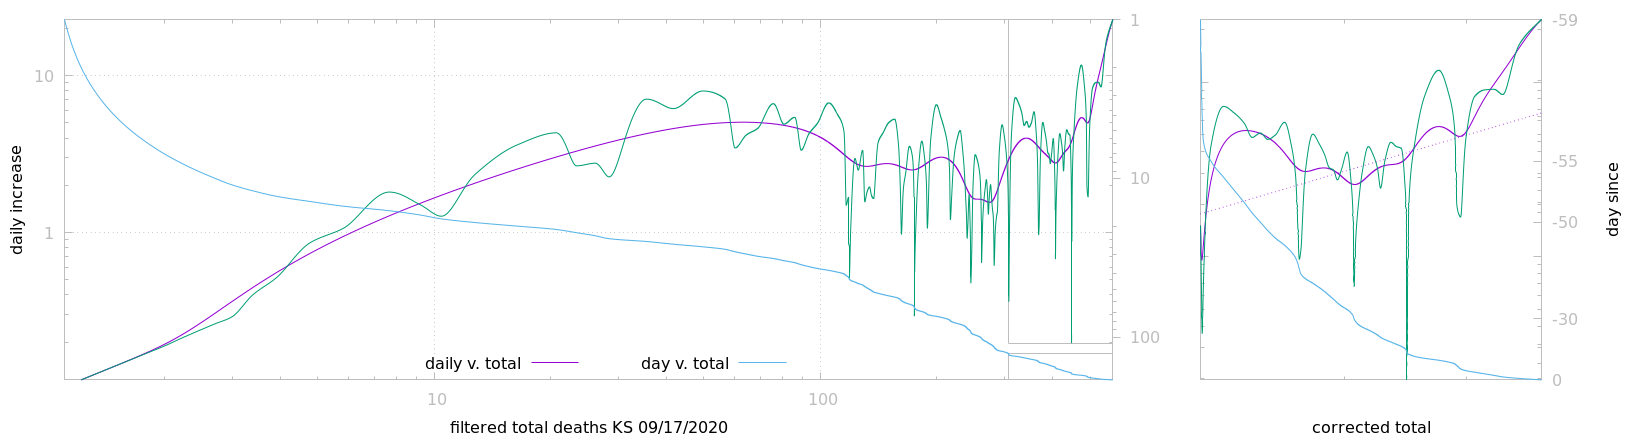 1
-59
10
daily increase
10
-55
day since
1
-50
-30
100
daily v. total
day v. total
0
10
100
filtered total deaths KS 09/17/2020
corrected total